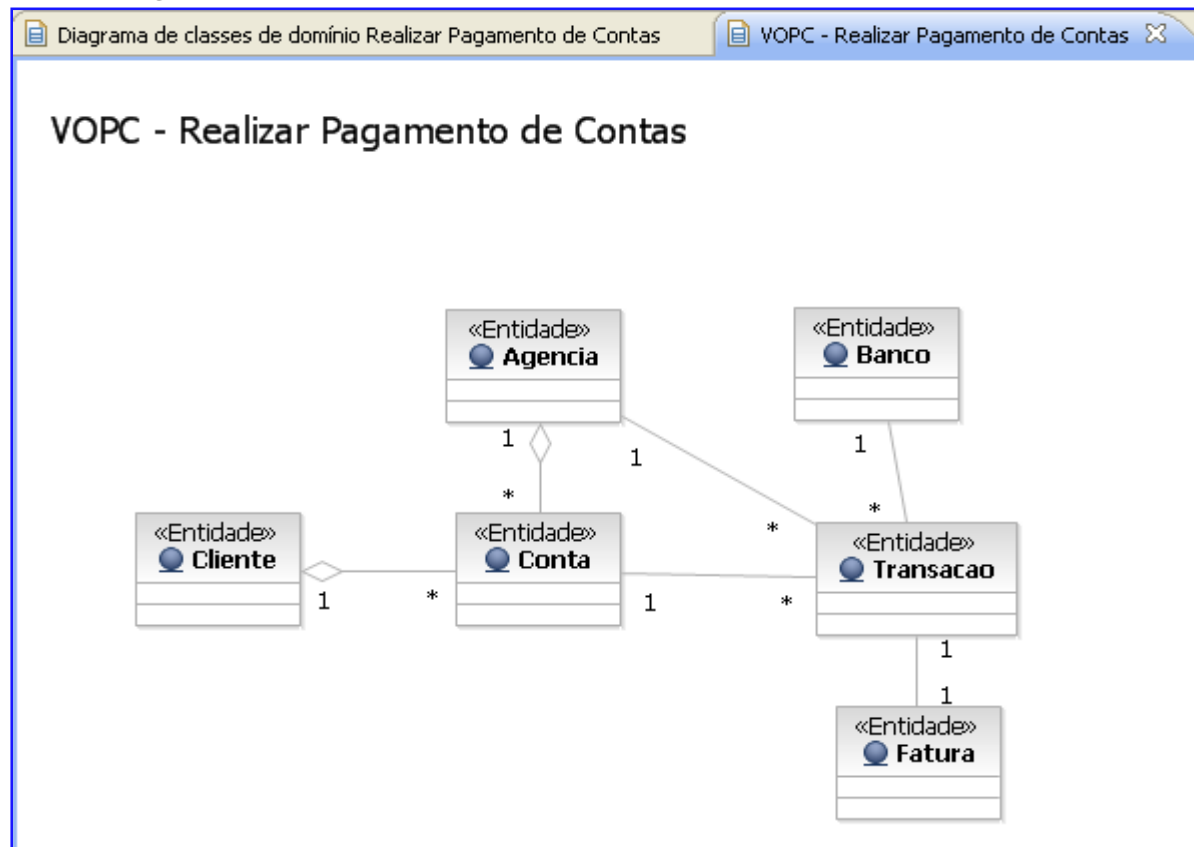 Diagrama de classes de domínio Realizar Pagamento de Contas
VOPC - Realizar Pagamento de Contas
VOPC - Realizar Pagamento de Contas
«Entidade»
Agencia
«Entidade»
Banco
1
1
1
*
*
*
«Entidade»
Cliente
«Entidade»
Conta
«Entidade»
Transacao
1
*
1
*
1
1
«Entidade»
Fatura